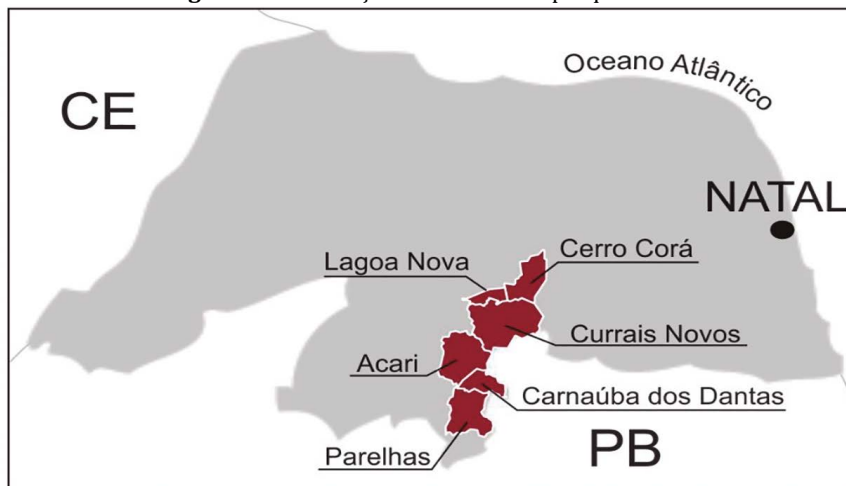 Oceano Atlântico
CE
NATAL
Cerro Corá
Lagoa Nova
Currais Novos
Acari
Carnaúba dos Dantas
PB
Parelhas